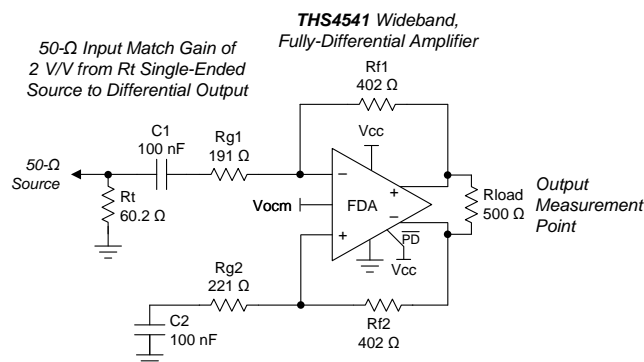 THS4541 Wideband,
Fully-Differential Amplifier
50-Ω Input Match Gain of
2 V/V from Rt Single-Ended
Source to Differential Output
Rf1
402 Ω
Vcc
C1
100 nF
Rg1
191 Ω
50-Ω
Source
Rt
60.2 Ω
Vocm
−
+
FDA
+
−
PD
Vcc
Rload
500 Ω
Output
Measurement
Point
Rg2
221 Ω
C2
100 nF
Rf2
402 Ω